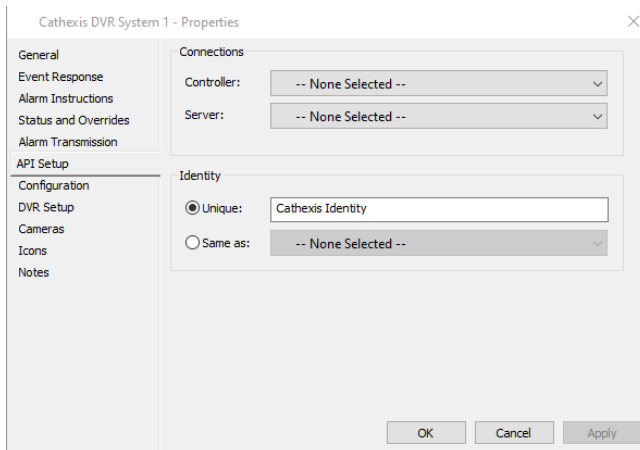 Cathexis DVR System 1 - Properties
General
Event Response
Alarm Instructions
Status and Overrides
Alarm Transmission
API Setup
Configuration
DVR Setup
Cameras
Icons
Notes
Connections
Controller: -- None Selected --
Server: -- None Selected --
Identity
Unique: Cathexis Identity
Same as: -- None Selected --
OK Cancel Apply